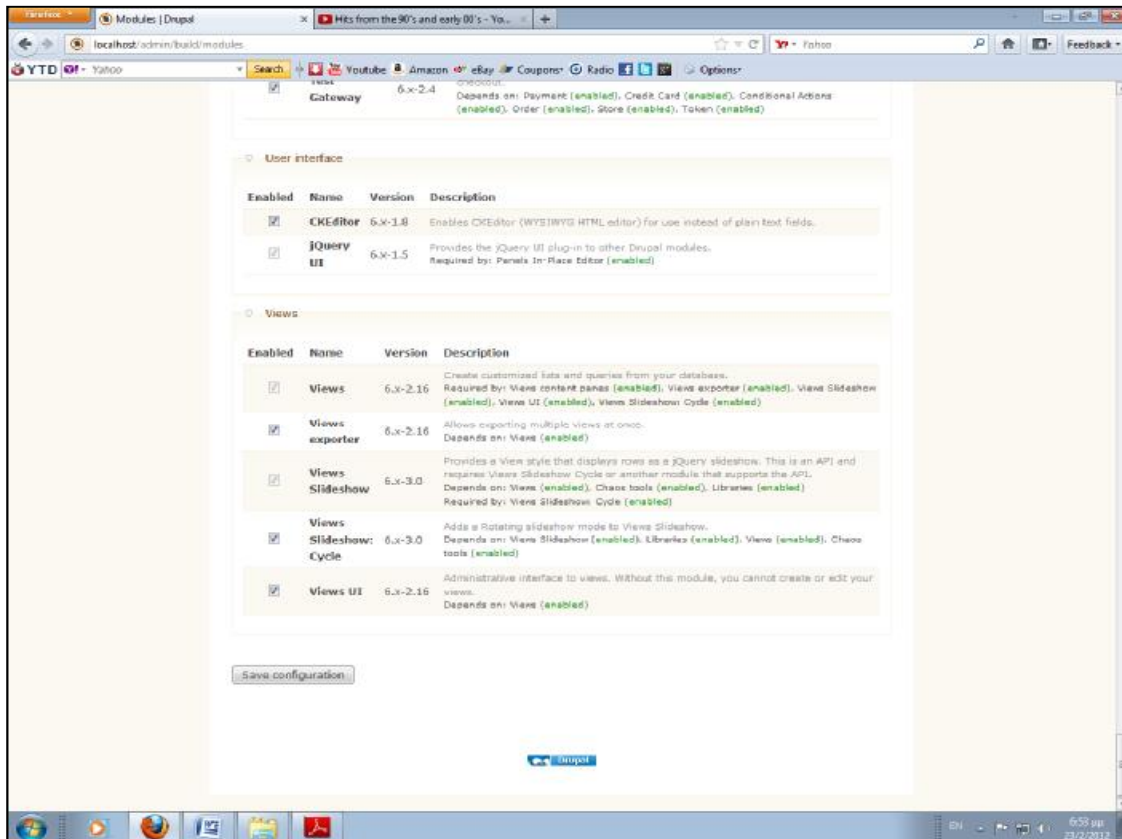 Firefox
Modules | Drupal
Hits from the 90's and early 00's - Yo...
localhost/admin/build/modules
Yahoo
Feedback
YTD
Yahoo
Search
Youtube
Amazon
eBay
Coupons
Radio
Options
Test Gateway
6.x-2.4
checkout.
Depends on: Payment (enabled), Credit Card (enabled), Conditional Actions
(enabled), Order (enabled), Store (enabled), Token (enabled)
User interface
Enabled Name Version Description
CKEditor 6.x-1.8 Enables CKEditor (WYSIWYG HTML editor) for use instead of plain text fields.
jQuery UI
6.x-1.5
Provides the jQuery UI plug-in to other Drupal modules.
Required by: Panels In-Place Editor (enabled)
Views
Enabled Name Version Description
Views
6.x-2.16
Create customized lists and queries from your database.
Required by: Views content panes (enabled), Views exporter (enabled), Views Slideshow
(enabled), Views UI (enabled), Views Slideshow: Cycle (enabled)
Views exporter
6.x-2.16
Allows exporting multiple views at once.
Depends on: Views (enabled)
Views Slideshow
6.x-3.0
Provides a View style that displays rows as a jQuery slideshow. This is an API and
requires Views Slideshow Cycle or another module that supports the API.
Depends on: Views (enabled), Chaos tools (enabled), Libraries (enabled)
Required by: Views Slideshow: Cycle (enabled)
Views Slideshow: Cycle
6.x-3.0
Adds a Rotating slideshow mode to Views Slideshow.
Depends on: Views Slideshow (enabled), Libraries (enabled), Views (enabled), Chaos
tools (enabled)
Views UI
6.x-2.16
Administrative interface to views. Without this module, you cannot create or edit your
views.
Depends on: Views (enabled)
Save configuration
Drupal
EN
6:53 μμ
23/2/2012